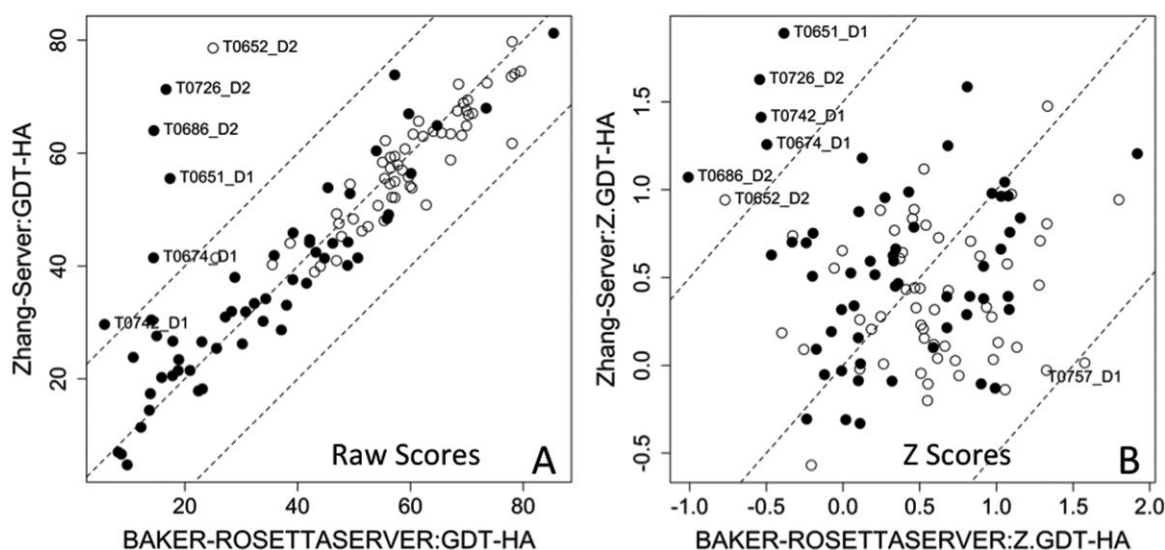 80
60
40
20
Zhang-Server:GDT-HA
T0652_D2
T0726_D2
T0686_D2
T0651_D1
T0674_D1
T0742_D1
Raw Scores
A
20
40
60
80
BAKER-ROSETTASERVER:GDT-HA
1.5
1.0
0.5
0.0
-0.5
Zhang-Server:Z.GDT-HA
T0651_D1
T0726_D2
T0742_D1
T0674_D1
T0686_D2
T0652_D2
T0757_D1
Z Scores
B
-1.0
-0.5
0.0
0.5
1.0
1.5
2.0
BAKER-ROSETTASERVER:Z.GDT-HA